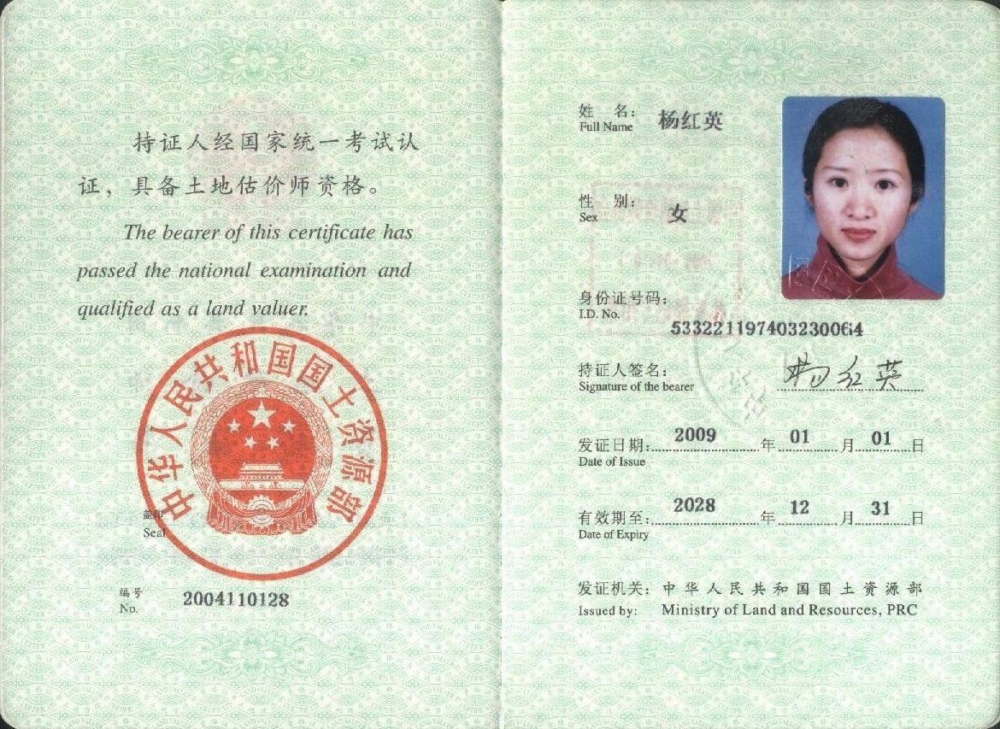 持证人经国家统一考试认
证，具备土地估价师资格。
The bearer of this certificate has
passed the national examination and
qualified as a land valuer.
中华人民共和国国土资源部
盖印
Seal
编号
No.
2004110128
姓 名： 杨红英
Full Name
性 别： 女
Sex
身份证号码：
I.D. No.
533221197403230064
持证人签名： 杨红英
Signature of the bearer
发证日期： 2009 年 01 月 01 日
Date of Issue
有效期至： 2028 年 12 月 31 日
Date of Expiry
发证机关： 中华人民共和国国土资源部
Issued by: Ministry of Land and Resources, PRC